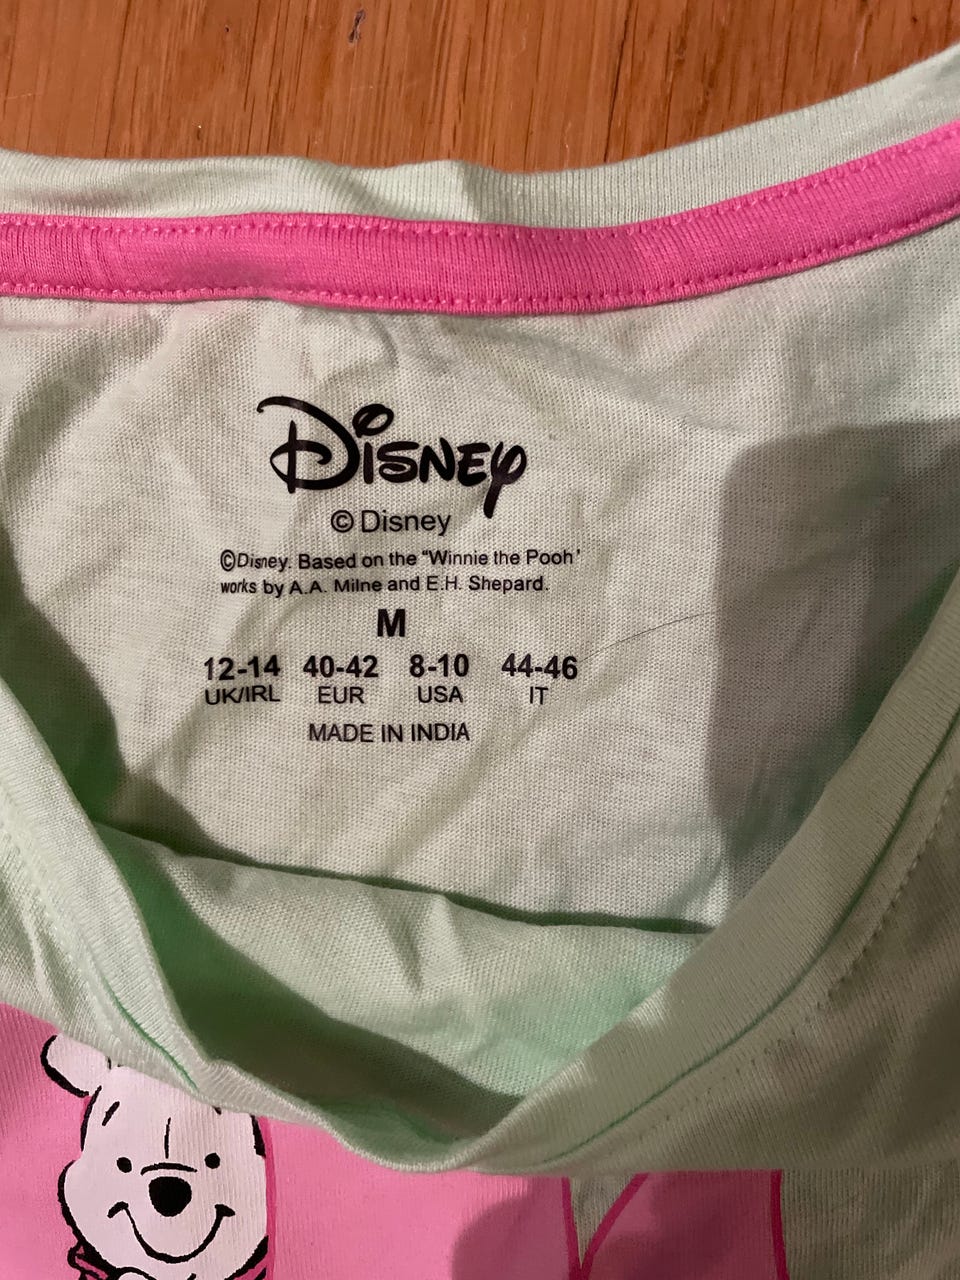 Disney
©Disney
©Disney. Based on the “Winnie the Pooh’
works by A.A. Milne and E.H. Shepard.
M
12-14 40-42 8-10 44-46
UK/IRL EUR USA IT
MADE IN INDIA